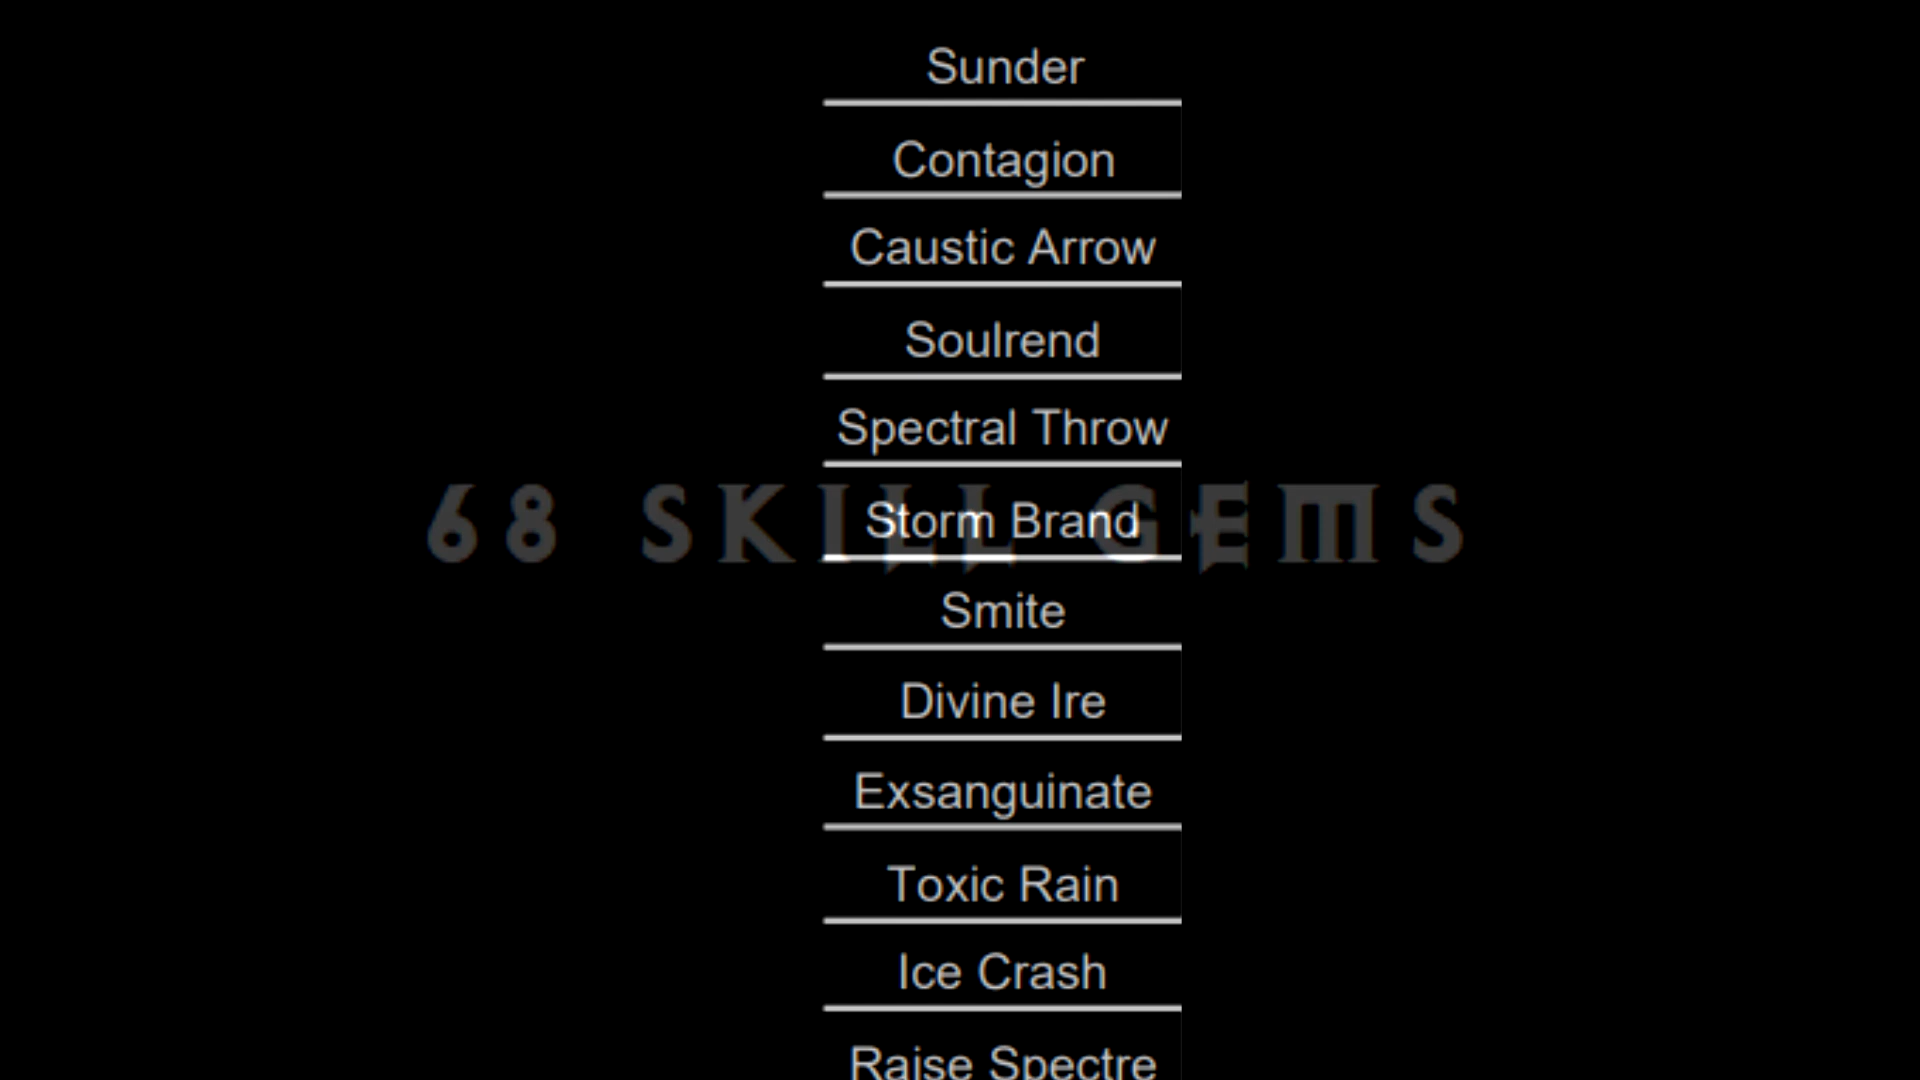 Sunder
Contagion
Caustic Arrow
Soulrend
Spectral Throw
68 SKILL GEMS
Storm Brand
Smite
Divine Ire
Exsanguinate
Toxic Rain
Ice Crash
Raise Spectre